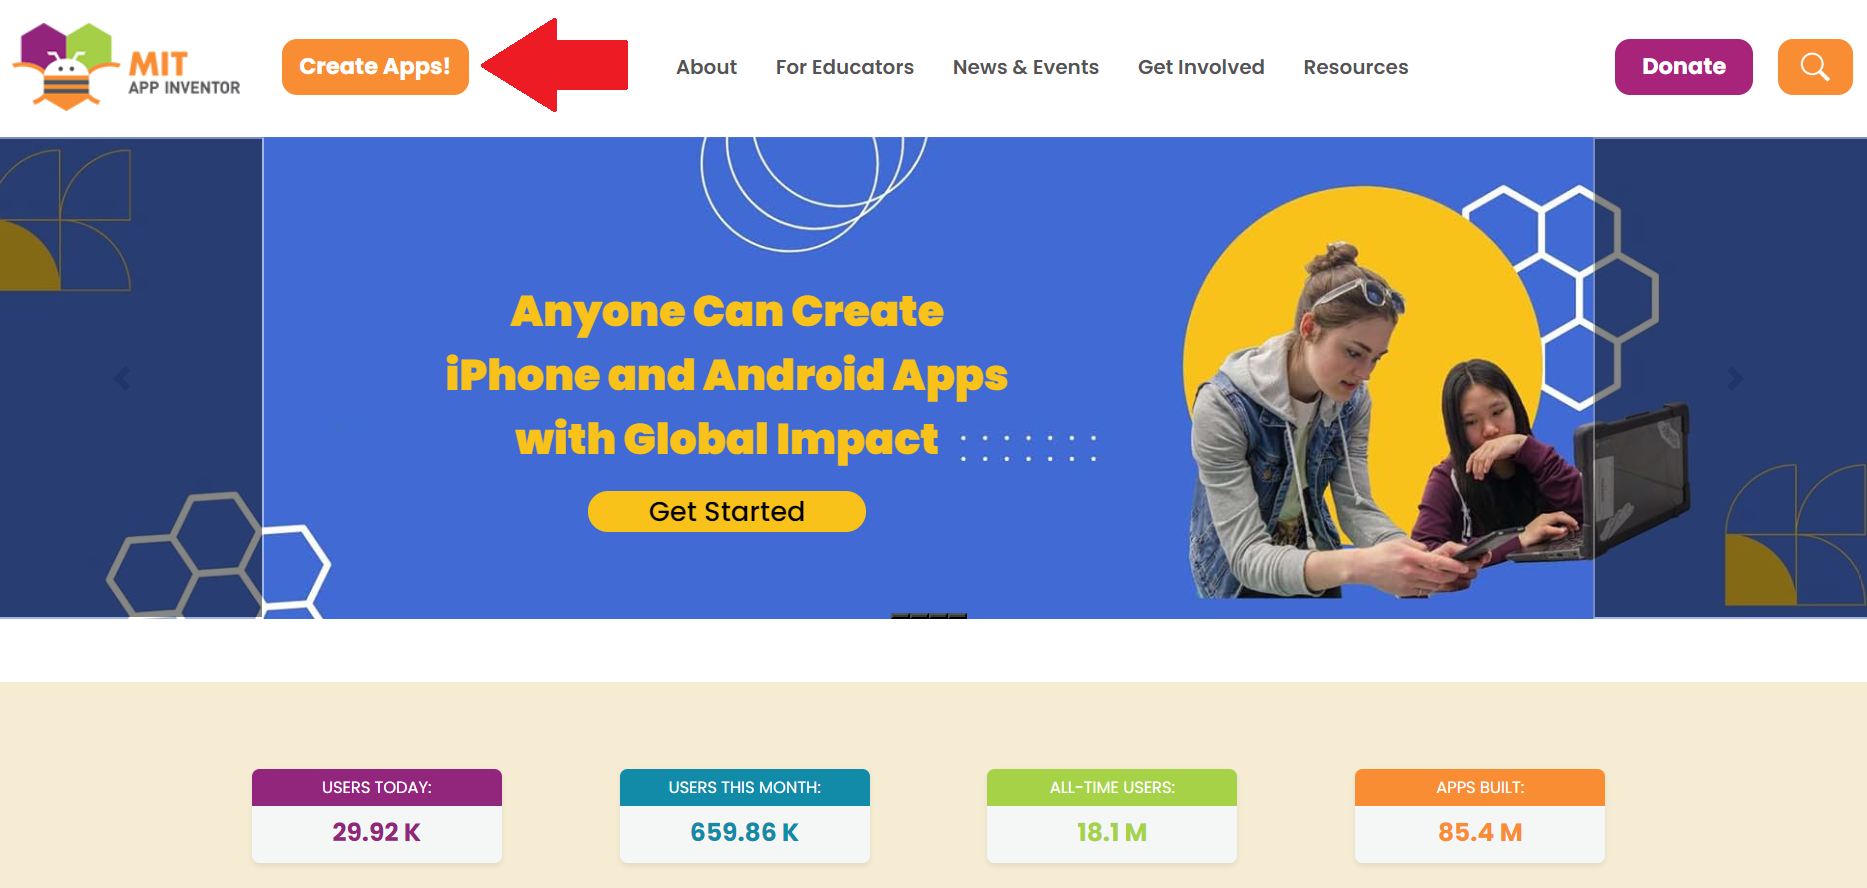 MIT
APP INVENTOR
Create Apps!
About
For Educators
News & Events
Get Involved
Resources
Donate
Anyone Can Create
iPhone and Android Apps
with Global Impact
Get Started
USERS TODAY:
29.92 K
USERS THIS MONTH:
659.86 K
ALL-TIME USERS:
18.1 M
APPS BUILT:
85.4 M